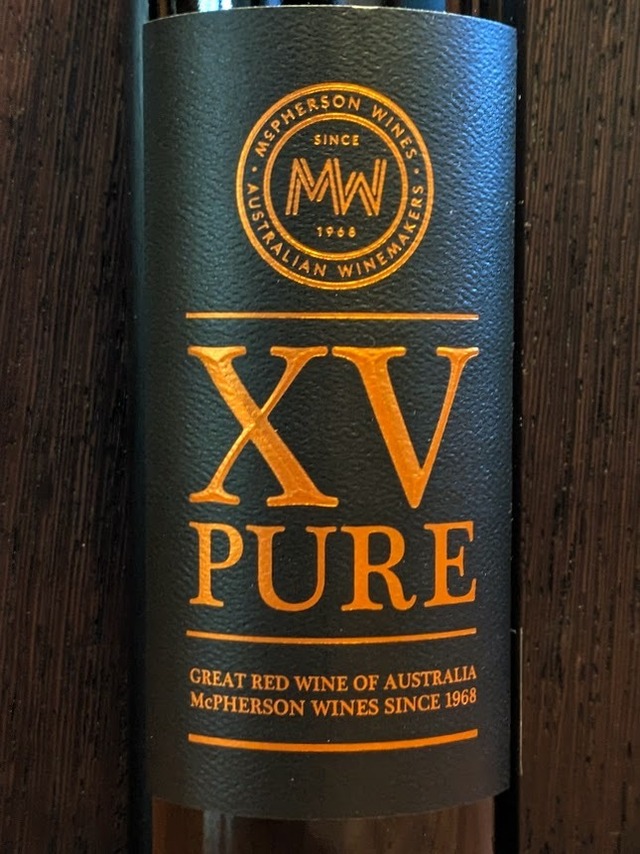 McPHERSON WINES
SINCE
MW
1968
• AUSTRALIAN WINEMAKERS •
XV
PURE
GREAT RED WINE OF AUSTRALIA
McPHERSON WINES SINCE 1968